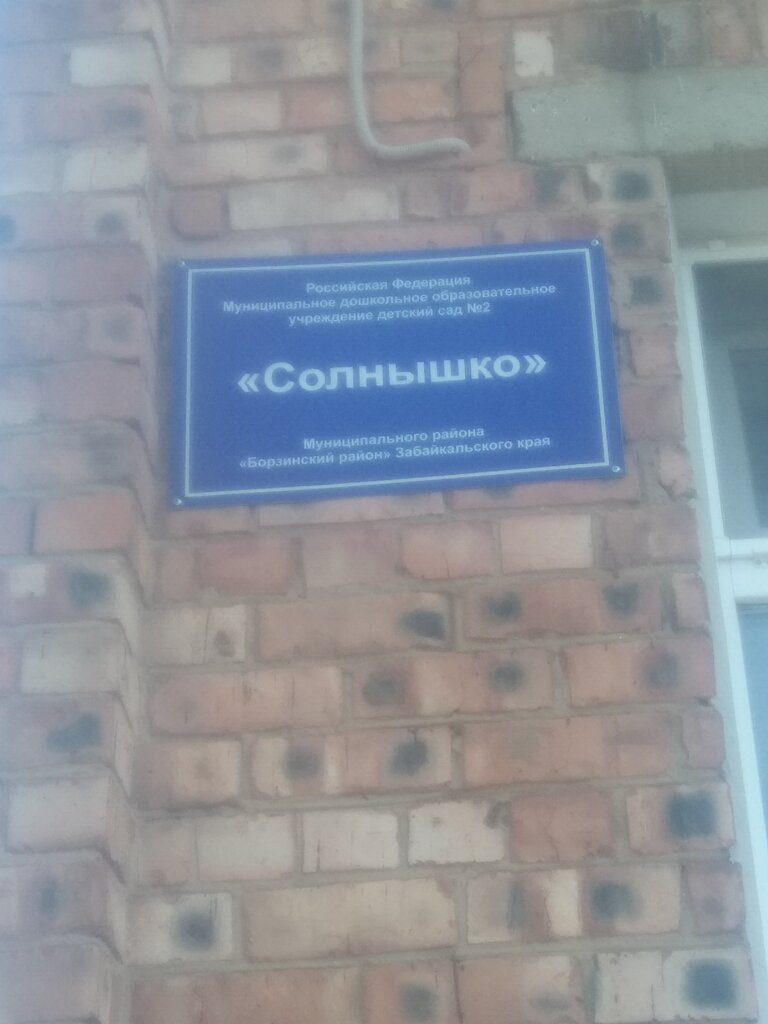 Российская Федерация
Муниципальное дошкольное образовательное
учреждение детский сад №2
«Солнышко»
Муниципального района
«Борзинский район» Забайкальского края